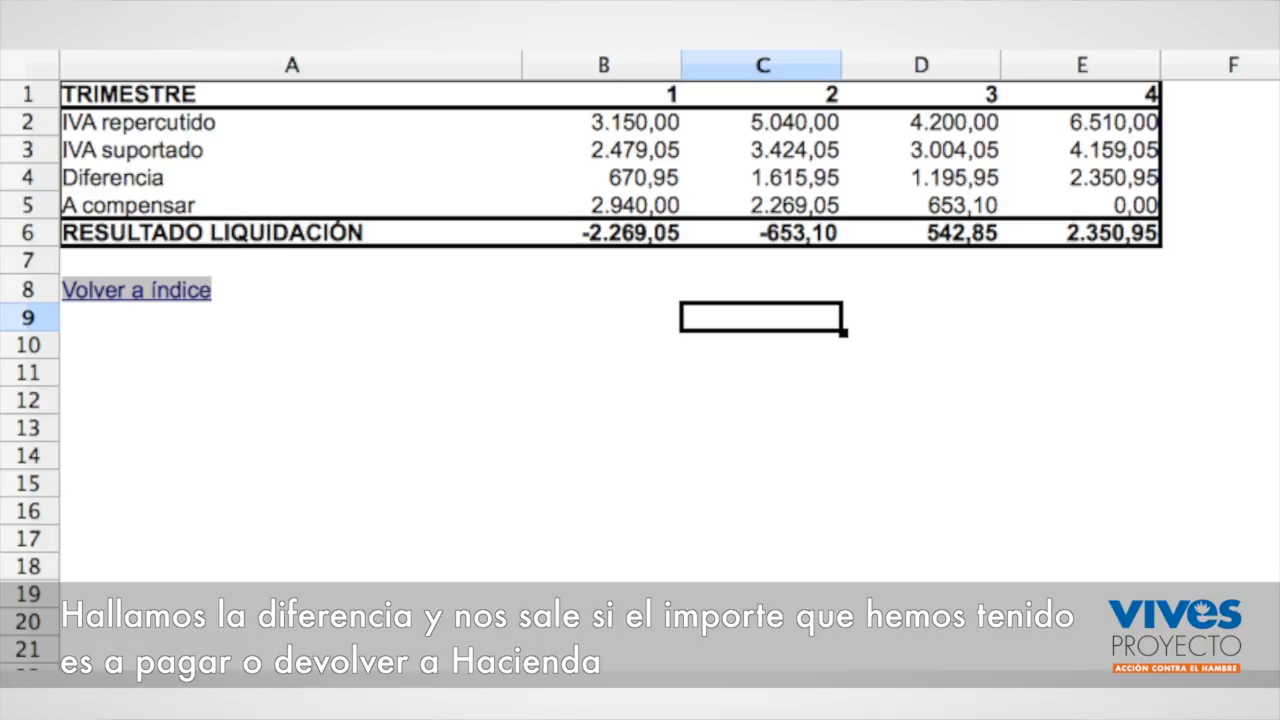 A B C D E F
1 TRIMESTRE 1 2 3 4
2 IVA repercutido 3.150,00 5.040,00 4.200,00 6.510,00
3 IVA suportado 2.479,05 3.424,05 3.004,05 4.159,05
4 Diferencia 670,95 1.615,95 1.195,95 2.350,95
5 A compensar 2.940,00 2.269,05 653,10 0,00
6 RESULTADO LIQUIDACIÓN -2.269,05 -653,10 542,85 2.350,95
7
8 Volver a índice
9
10
11
12
13
14
15
16
17
18
19
20
21
Hallamos la diferencia y nos sale si el importe que hemos tenido
es a pagar o devolver a Hacienda
VIVES
PROYECTO
ACCIÓN CONTRA EL HAMBRE